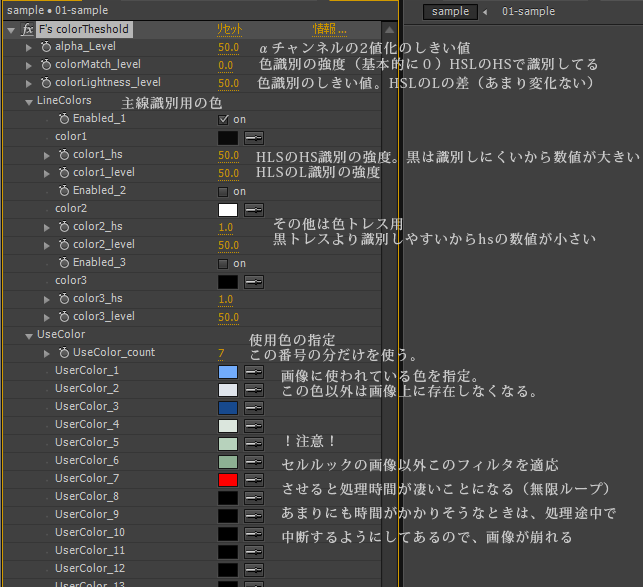 sample • 01-sample
sample ◂ 01-sample
fx F's colorTheshold リセット 情報...
alpha_Level 50.0 αチャンネルの2値化のしきい値
colorMatch_level 0.0 色識別の強度（基本的に０）HSLのHSで識別してる
colorLightness_level 50.0 色識別のしきい値。HSLのLの差（あまり変化ない）
LineColors 主線識別用の色
Enabled_1 on
color1
color1_hs 50.0 HLSのHS識別の強度。黒は識別しにくいから数値が大きい
color1_level 50.0 HLSのL識別の強度
Enabled_2 on
color2
color2_hs 1.0 その他は色トレス用
color2_level 50.0 黒トレスより識別しやすいからhsの数値が小さい
Enabled_3 on
color3
color3_hs 1.0
color3_level 50.0
UseColor 使用色の指定
UseColor_count 7 この番号の分だけを使う。
UserColor_1 画像に使われている色を指定。
UserColor_2 この色以外は画像上に存在しなくなる。
UserColor_3
UserColor_4
UserColor_5 ！注意！
UserColor_6 セルルックの画像以外このフィルタを適応
UserColor_7 させると処理時間が凄いことになる（無限ループ）
UserColor_8
UserColor_9 あまりにも時間がかかりそうなときは、処理途中で
UserColor_10 中断するようにしてあるので、画像が崩れる
UserColor_11
UserColor_12
UserColor_13